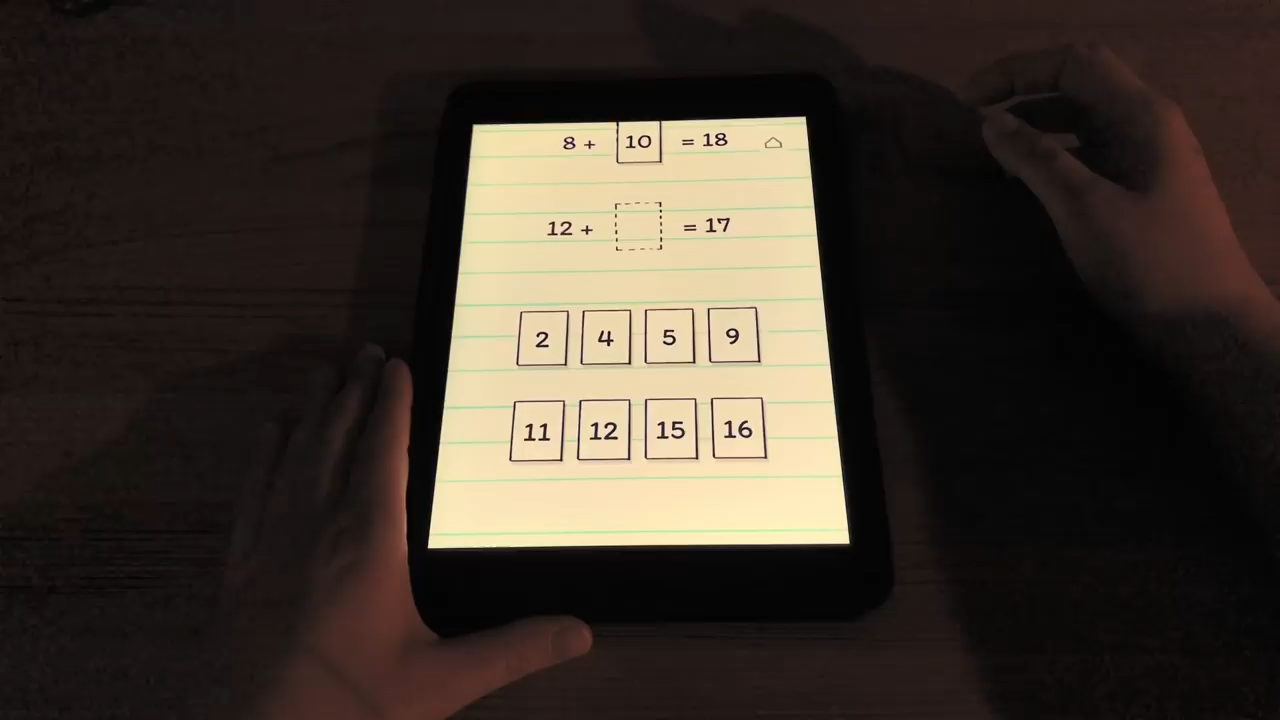 8 + 10 = 18
12 + = 17
2 4 5 9
11 12 15 16